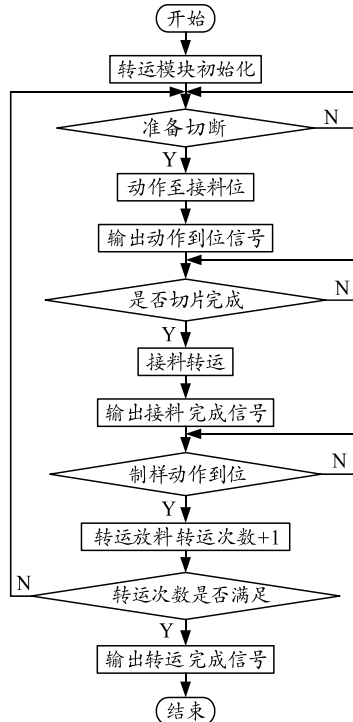 开始
转运模块初始化
准备切断
N
Y
动作至接料位
输出动作到位信号
是否切片完成
N
Y
接料转运
输出接料完成信号
制样动作到位
N
Y
转运放料转运次数+1
N
转运次数是否满足
Y
输出转运完成信号
结束